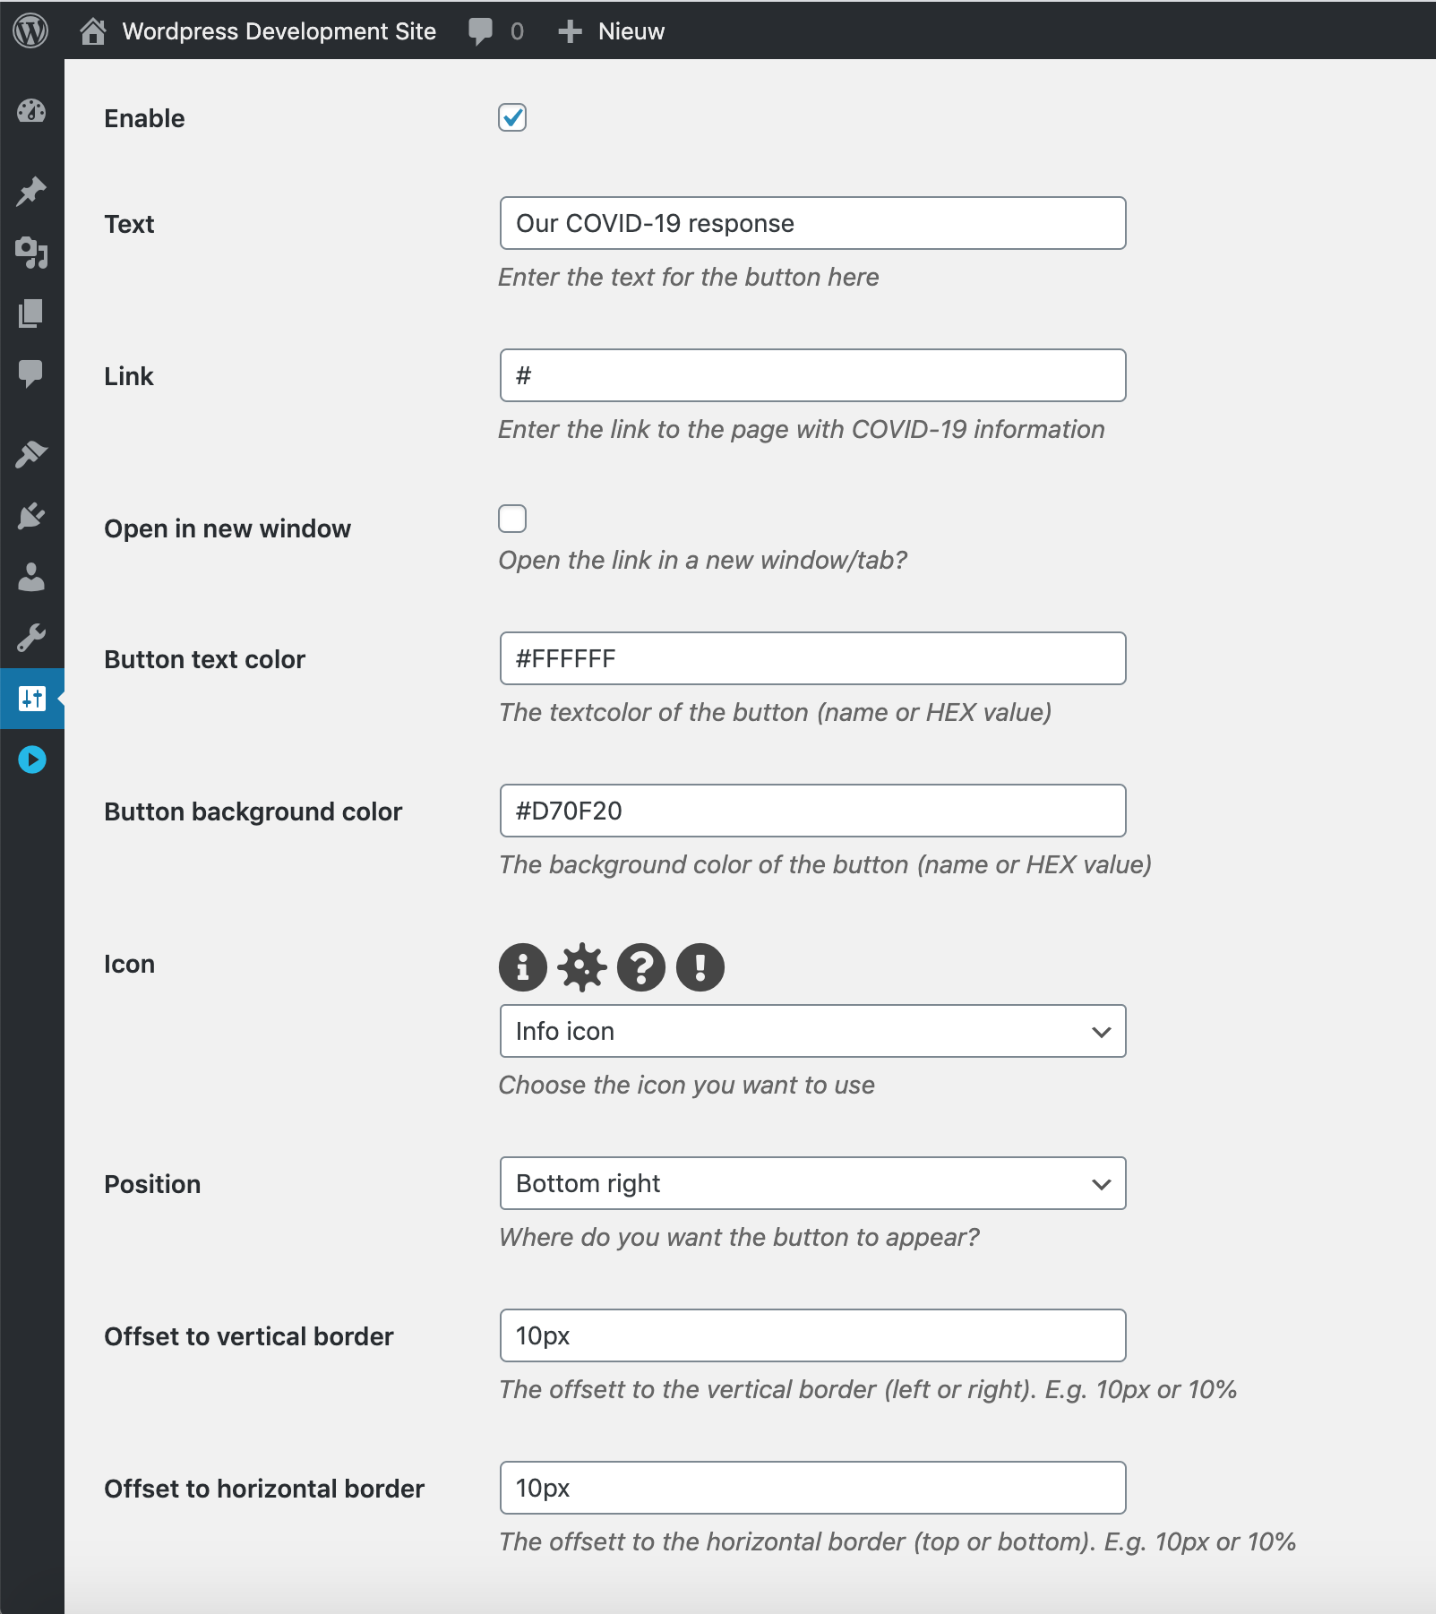 Wordpress Development Site 0 Nieuw
Enable
Text
Our COVID-19 response
Enter the text for the button here
Link
#
Enter the link to the page with COVID-19 information
Open in new window
Open the link in a new window/tab?
Button text color
#FFFFFF
The textcolor of the button (name or HEX value)
Button background color
#D70F20
The background color of the button (name or HEX value)
Icon
Info icon
Choose the icon you want to use
Position
Bottom right
Where do you want the button to appear?
Offset to vertical border
10px
The offsett to the vertical border (left or right). E.g. 10px or 10%
Offset to horizontal border
10px
The offsett to the horizontal border (top or bottom). E.g. 10px or 10%